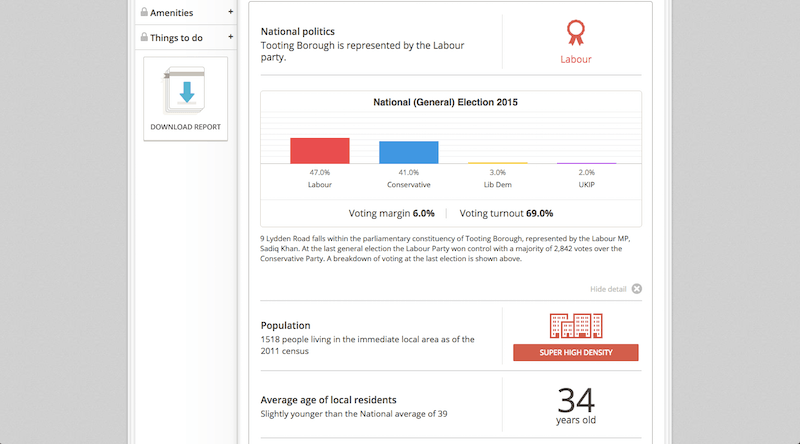 Amenities +
Things to do +
DOWNLOAD REPORT
National politics
Tooting Borough is represented by the Labour
party.
Labour
National (General) Election 2015
47.0% 41.0% 3.0% 2.0%
Labour Conservative Lib Dem UKIP
Voting margin 6.0% Voting turnout 69.0%
9 Lydden Road falls within the parliamentary constituency of Tooting Borough, represented by the Labour MP,
Sadiq Khan. At the last general election the Labour Party won control with a majority of 2,842 votes over the
Conservative Party. A breakdown of voting at the last election is shown above.
Hide detail
Population
1518 people living in the immediate local area as of the
2011 census
SUPER HIGH DENSITY
Average age of local residents
Slightly younger than the National average of 39
34
years old